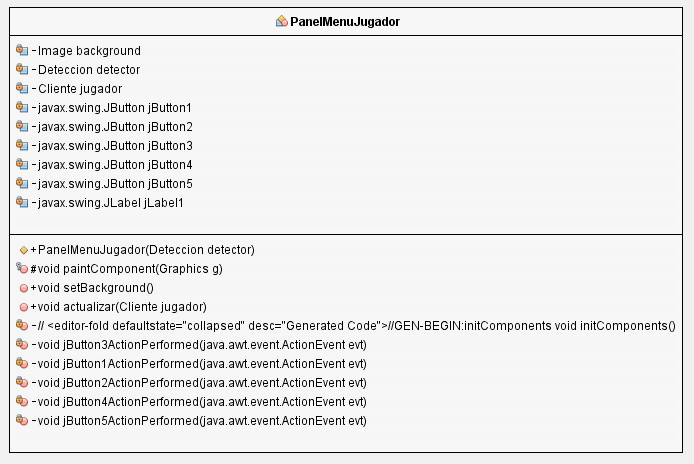 PanelMenuJugador
-Image background
-Deteccion detector
-Cliente jugador
-javax.swing.JButton jButton1
-javax.swing.JButton jButton2
-javax.swing.JButton jButton3
-javax.swing.JButton jButton4
-javax.swing.JButton jButton5
-javax.swing.JLabel jLabel1
+PanelMenuJugador(Deteccion detector)
#void paintComponent(Graphics g)
+void setBackground()
+void actualizar(Cliente jugador)
-// <editor-fold defaultstate="collapsed" desc="Generated Code">//GEN-BEGIN:initComponents void initComponents()
-void jButton3ActionPerformed(java.awt.event.ActionEvent evt)
-void jButton1ActionPerformed(java.awt.event.ActionEvent evt)
-void jButton2ActionPerformed(java.awt.event.ActionEvent evt)
-void jButton4ActionPerformed(java.awt.event.ActionEvent evt)
-void jButton5ActionPerformed(java.awt.event.ActionEvent evt)